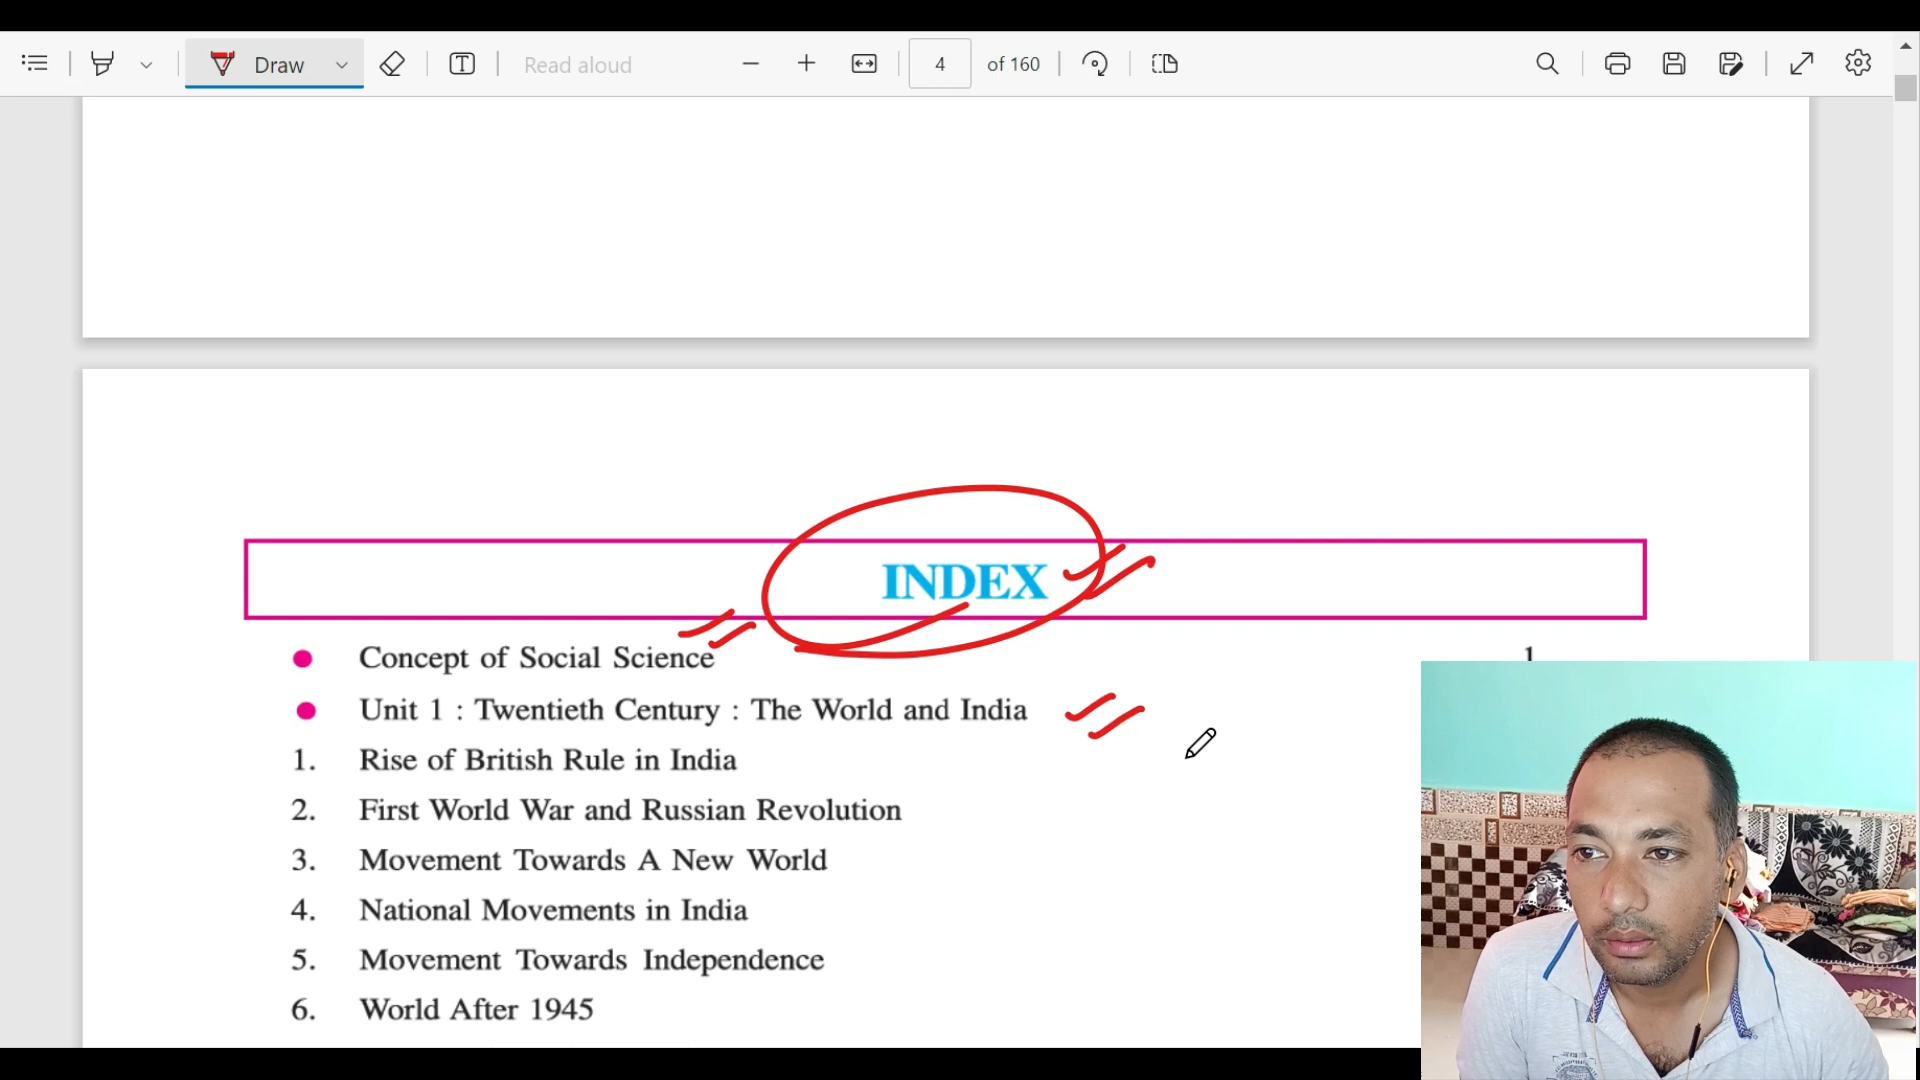 Draw
Read aloud
4 of 160
INDEX
● Concept of Social Science 1
● Unit 1 : Twentieth Century : The World and India
1. Rise of British Rule in India
2. First World War and Russian Revolution
3. Movement Towards A New World
4. National Movements in India
5. Movement Towards Independence
6. World After 1945